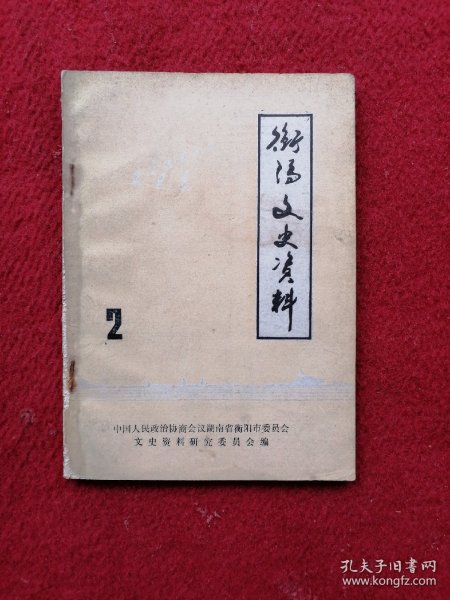 衡阳文史资料
2
中国人民政治协商会议湖南省衡阳市委员会
文史资料研究委员会编
孔夫子旧书网
www.kongfz.com